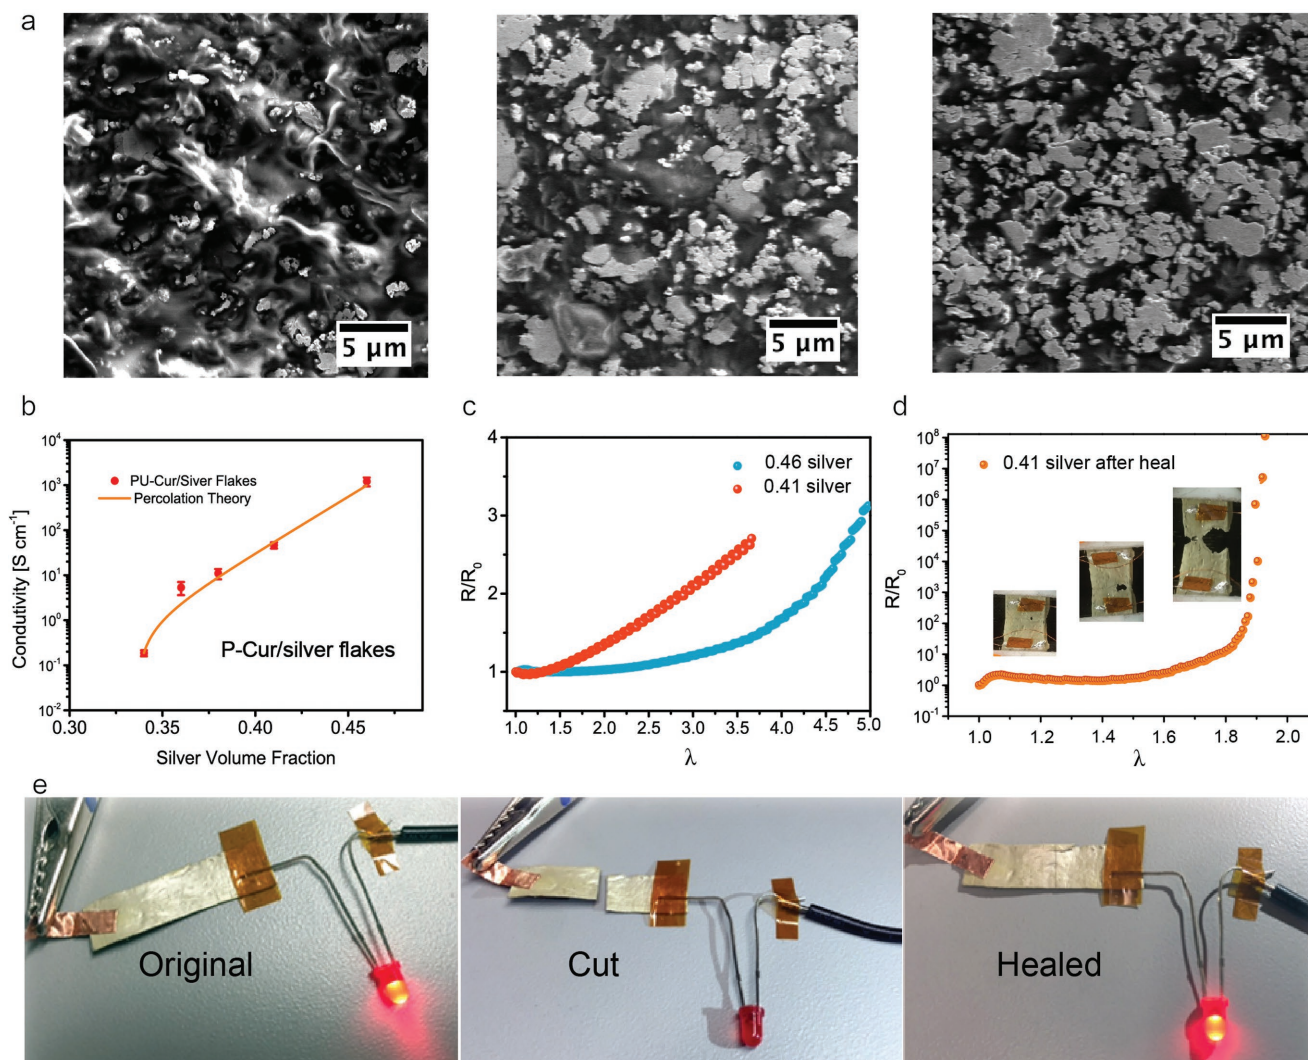 a
5 µm
5 µm
5 µm
b
Condutivity [S cm⁻¹]
10⁴
10³
10²
10¹
10⁰
10⁻¹
10⁻²
PU-Cur/Siver Flakes
Percolation Theory
P-Cur/silver flakes
0.30 0.35 0.40 0.45
Silver Volume Fraction
c
R/R₀
4
3
2
1
0.46 silver
0.41 silver
1.0 1.5 2.0 2.5 3.0 3.5 4.0 4.5 5.0
λ
d
R/R₀
10⁸
10⁷
10⁶
10⁵
10⁴
10³
10²
10¹
10⁰
10⁻¹
0.41 silver after heal
1.0 1.2 1.4 1.6 1.8 2.0
λ
e
Original
Cut
Healed